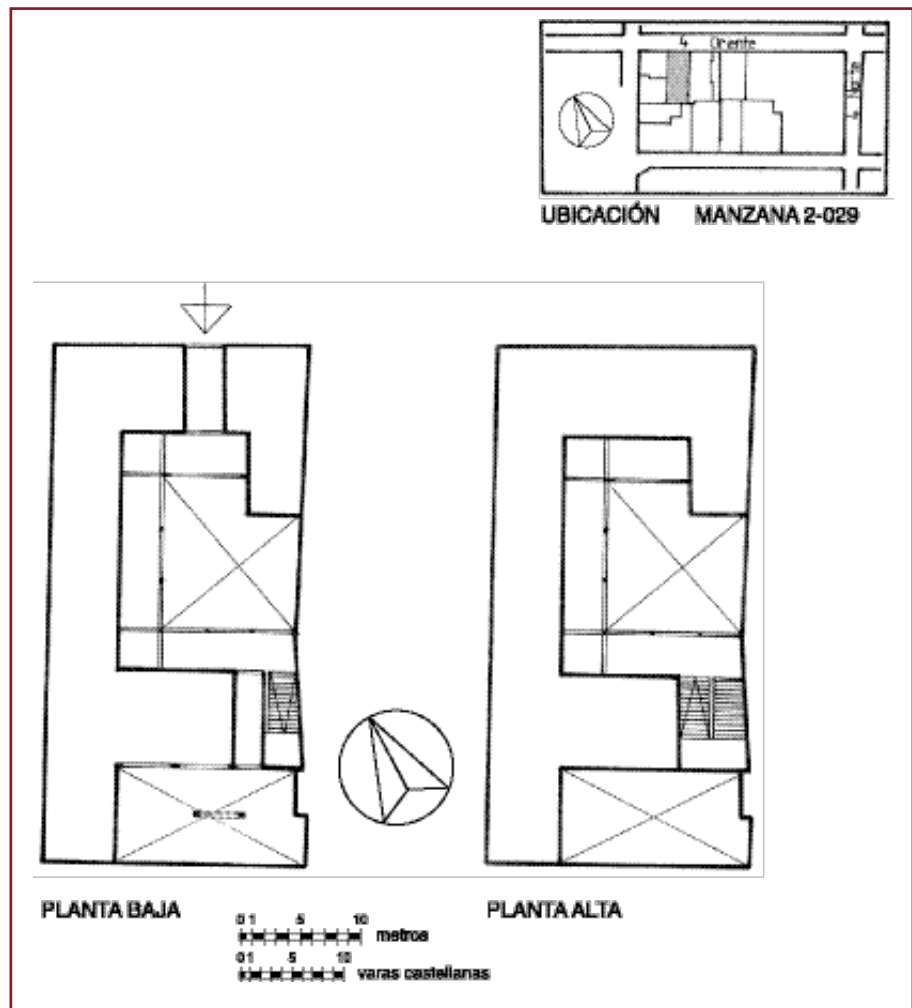 4 Oriente
Norte
UBICACIÓN MANZANA 2-029
PLANTA BAJA
PLANTA ALTA
0 1 5 10
metros
0 1 5 10
varas castellanas